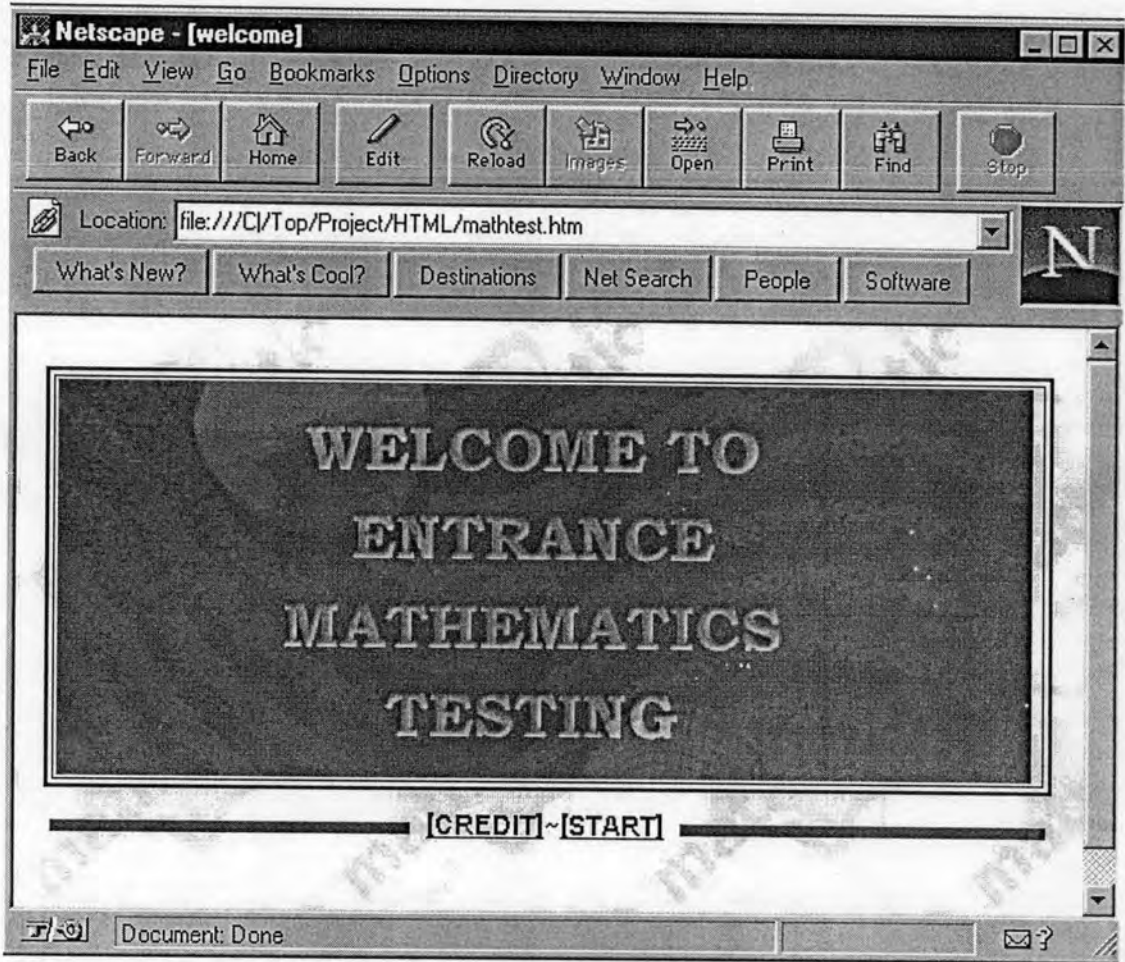 Netscape - [welcome]
File Edit View Go Bookmarks Options Directory Window Help
Back Forward Home Edit Reload Images Open Print Find Stop
Location: file:///C|/Top/Project/HTML/mathtest.htm
N
What's New? What's Cool? Destinations Net Search People Software
WELCOME TO
ENTRANCE
MATHEMATICS
TESTING
[CREDIT]~[START]
Document: Done
?